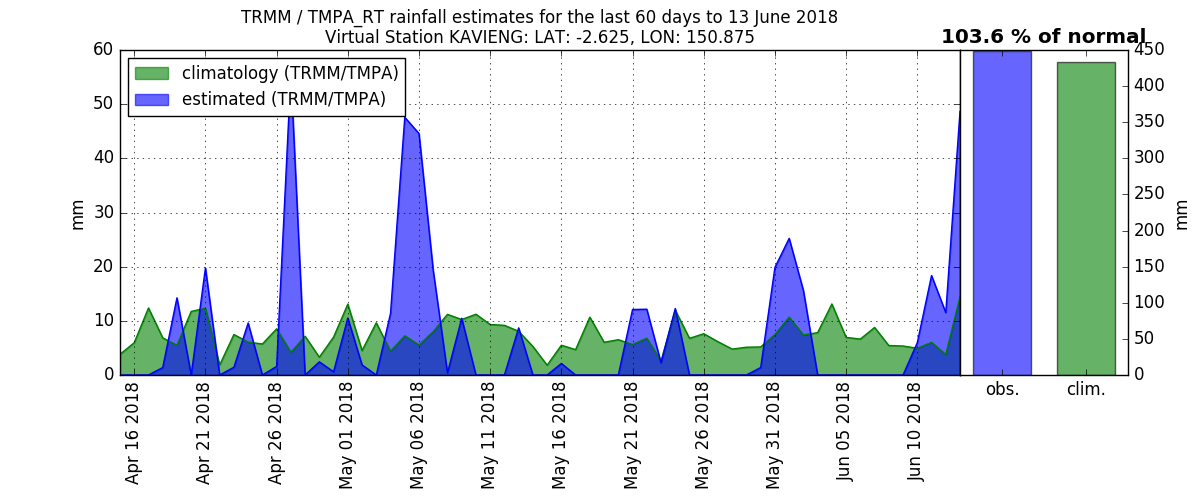 TRMM / TMPA_RT rainfall estimates for the last 60 days to 13 June 2018
Virtual Station KAVIENG: LAT: -2.625, LON: 150.875
103.6 % of normal
climatology (TRMM/TMPA)
estimated (TRMM/TMPA)
60
50
40
30
20
10
0
mm
450
400
350
300
250
200
150
100
50
0
mm
Apr 16 2018
Apr 21 2018
Apr 26 2018
May 01 2018
May 06 2018
May 11 2018
May 16 2018
May 21 2018
May 26 2018
May 31 2018
Jun 05 2018
Jun 10 2018
obs.
clim.